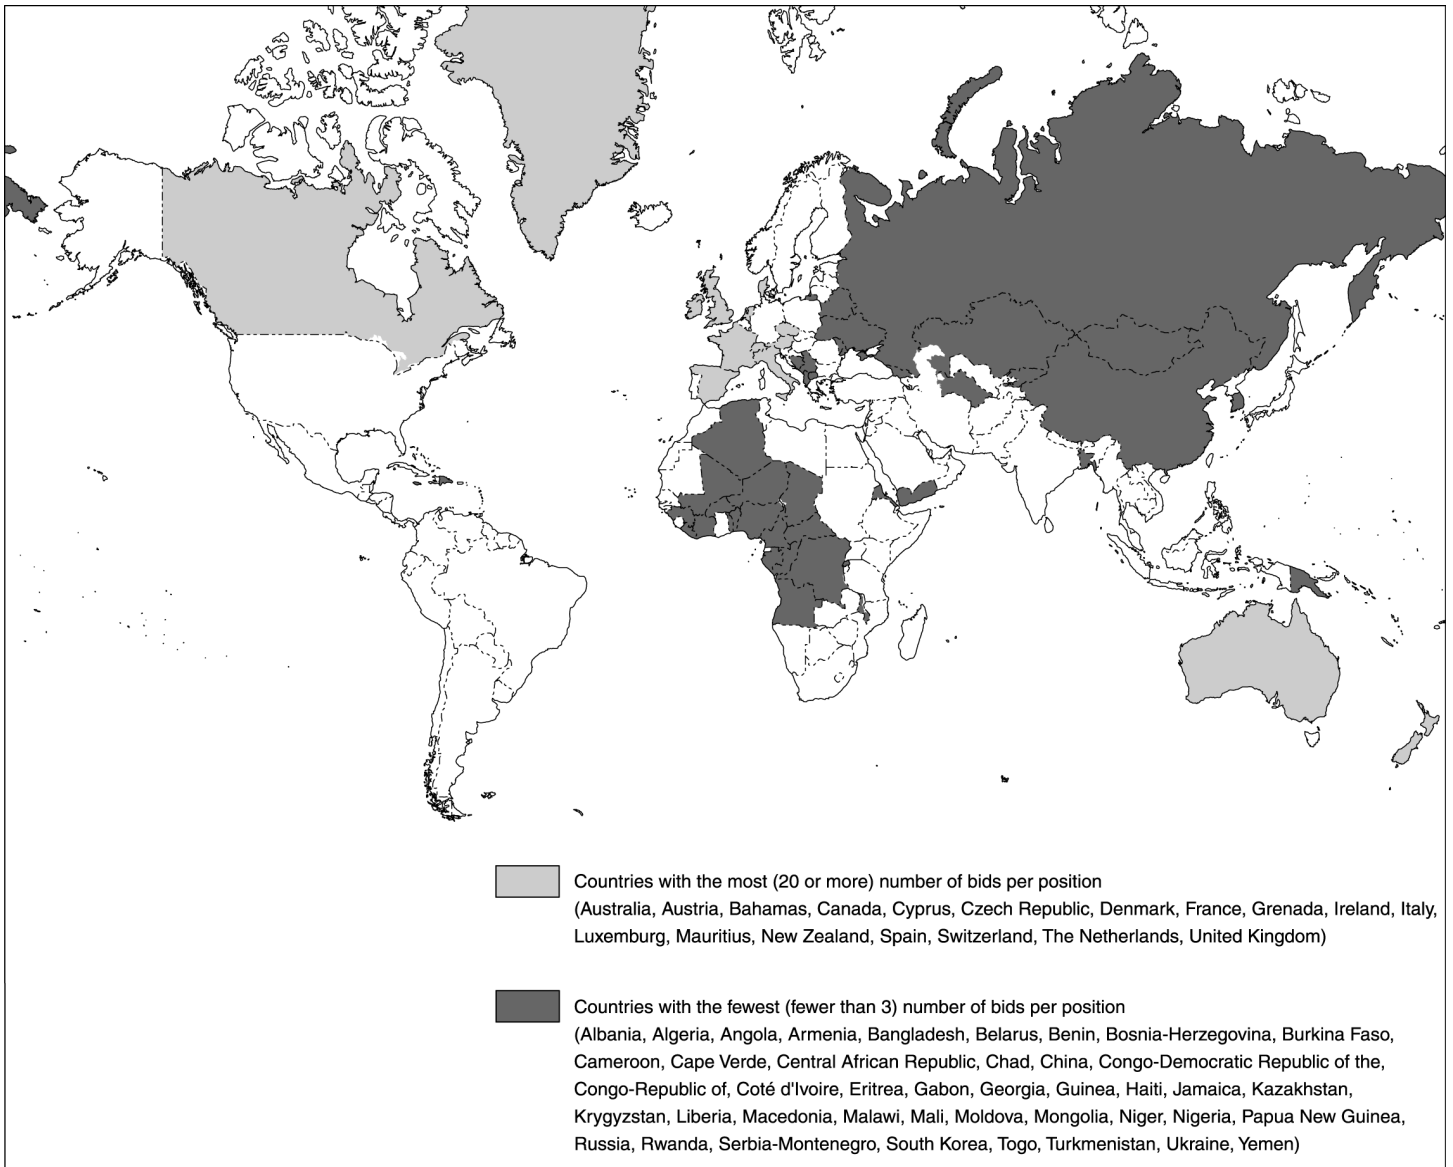 Countries with the most (20 or more) number of bids per position
(Australia, Austria, Bahamas, Canada, Cyprus, Czech Republic, Denmark, France, Grenada, Ireland, Italy,
Luxemburg, Mauritius, New Zealand, Spain, Switzerland, The Netherlands, United Kingdom)
Countries with the fewest (fewer than 3) number of bids per position
(Albania, Algeria, Angola, Armenia, Bangladesh, Belarus, Benin, Bosnia-Herzegovina, Burkina Faso,
Cameroon, Cape Verde, Central African Republic, Chad, China, Congo-Democratic Republic of the,
Congo-Republic of, Coté d'Ivoire, Eritrea, Gabon, Georgia, Guinea, Haiti, Jamaica, Kazakhstan,
Krygyzstan, Liberia, Macedonia, Malawi, Mali, Moldova, Mongolia, Niger, Nigeria, Papua New Guinea,
Russia, Rwanda, Serbia-Montenegro, South Korea, Togo, Turkmenistan, Ukraine, Yemen)